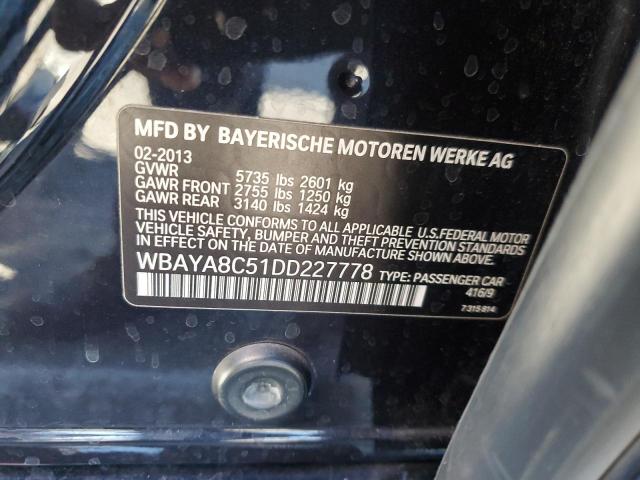 MFD BY BAYERISCHE MOTOREN WERKE AG
02-2013
GVWR 5735 lbs 2601 kg
GAWR FRONT 2755 lbs 1250 kg
GAWR REAR 3140 lbs 1424 kg
THIS VEHICLE CONFORMS TO ALL APPLICABLE U.S.FEDERAL MOTOR
VEHICLE SAFETY, BUMPER AND THEFT PREVENTION STANDARDS
IN EFFECT ON THE DATE OF MANUFACTURE SHOWN ABOVE.
WBAYA8C51DD227778 TYPE: PASSENGER CAR
416/9
7315814